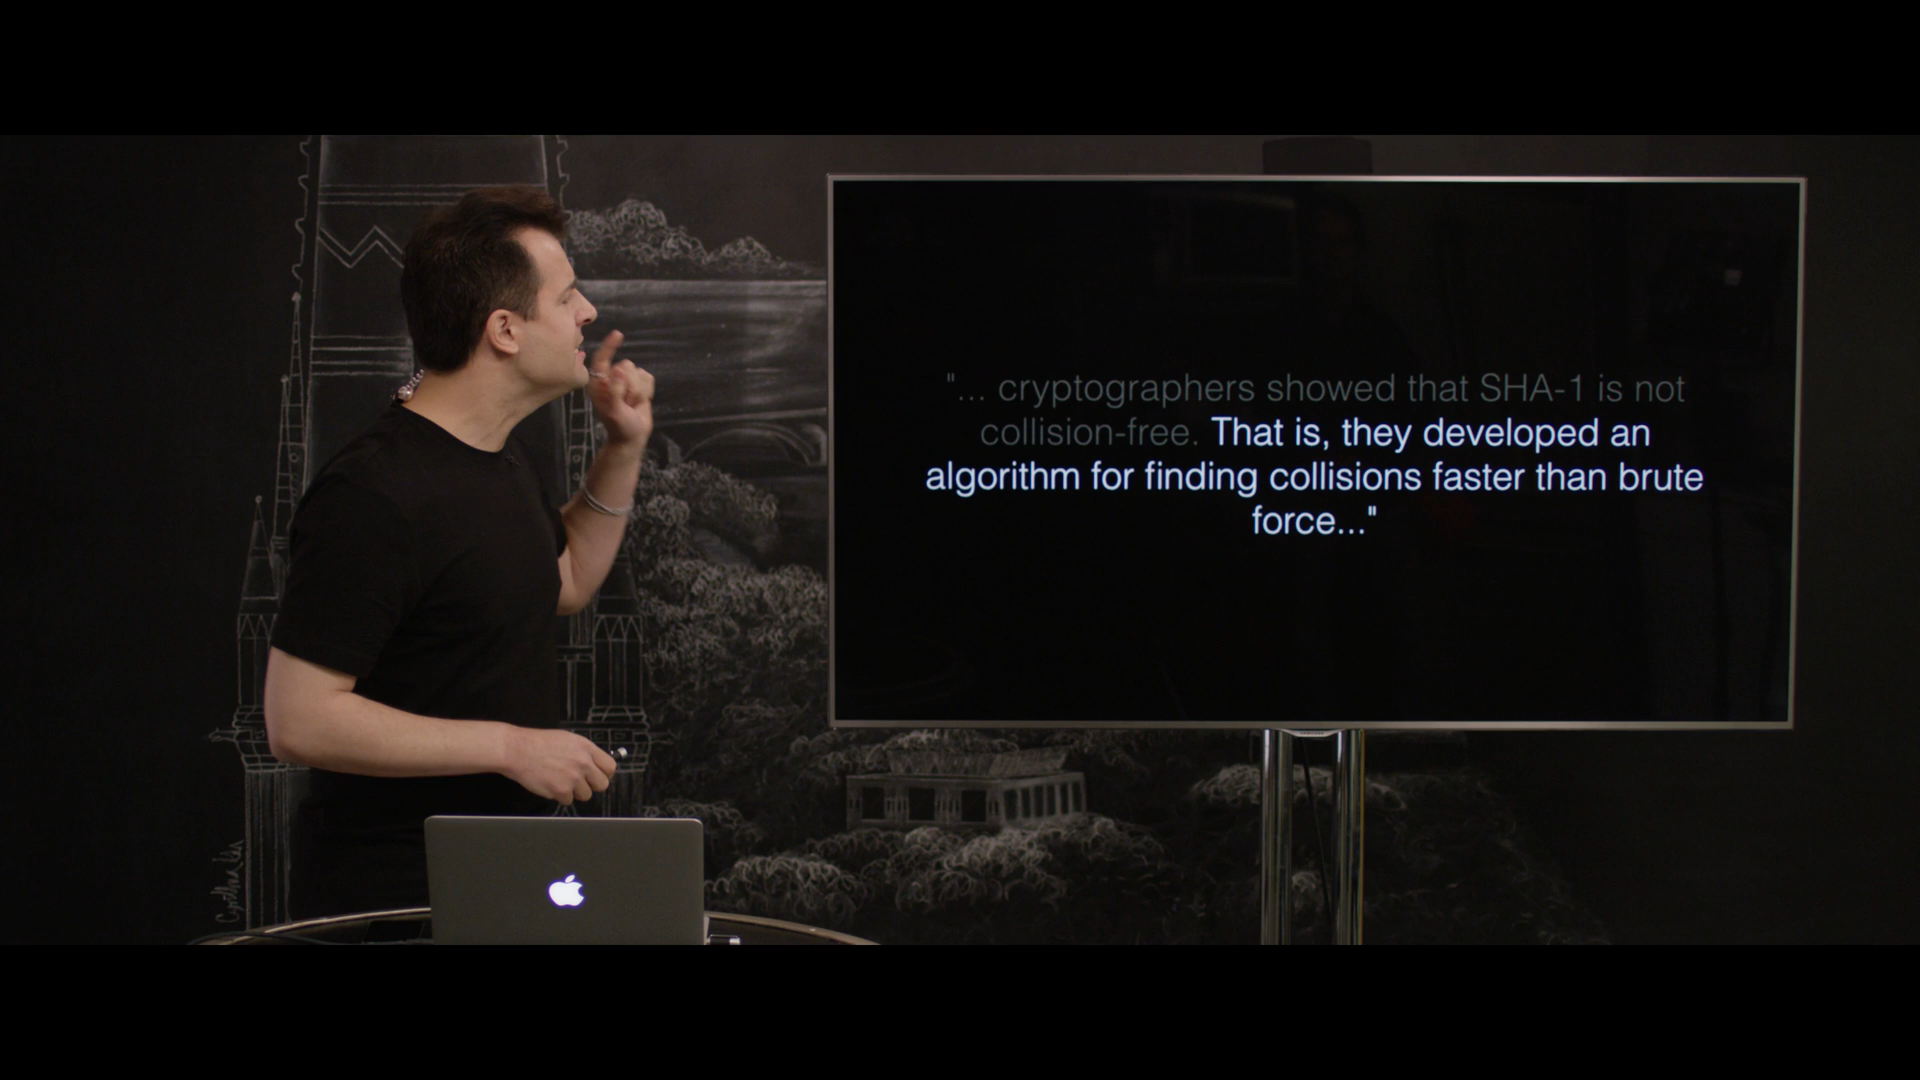 "... cryptographers showed that SHA-1 is not
collision-free. That is, they developed an
algorithm for finding collisions faster than brute
force..."